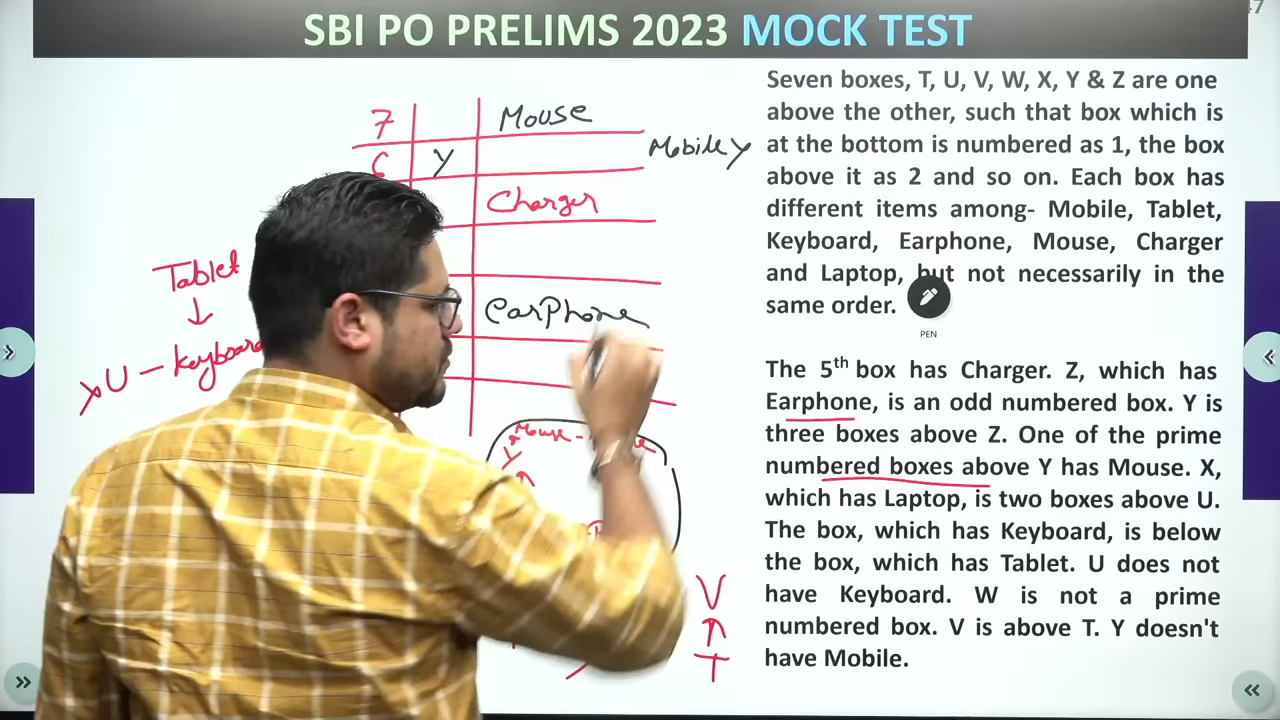 SBI PO PRELIMS 2023 MOCK TEST
Seven boxes, T, U, V, W, X, Y & Z are one
above the other, such that box which is
at the bottom is numbered as 1, the box
above it as 2 and so on. Each box has
different items among- Mobile, Tablet,
Keyboard, Earphone, Mouse, Charger
and Laptop, but not necessarily in the
same order.
PEN
The 5th box has Charger. Z, which has
Earphone, is an odd numbered box. Y is
three boxes above Z. One of the prime
numbered boxes above Y has Mouse. X,
which has Laptop, is two boxes above U.
The box, which has Keyboard, is below
the box, which has Tablet. U does not
have Keyboard. W is not a prime
numbered box. V is above T. Y doesn't
have Mobile.
7 Mouse
6 Y
Mobile Y
Charger
EarPhone
Tablet
↓
U - Keyboard
Mouse -
Y
V
↑
T